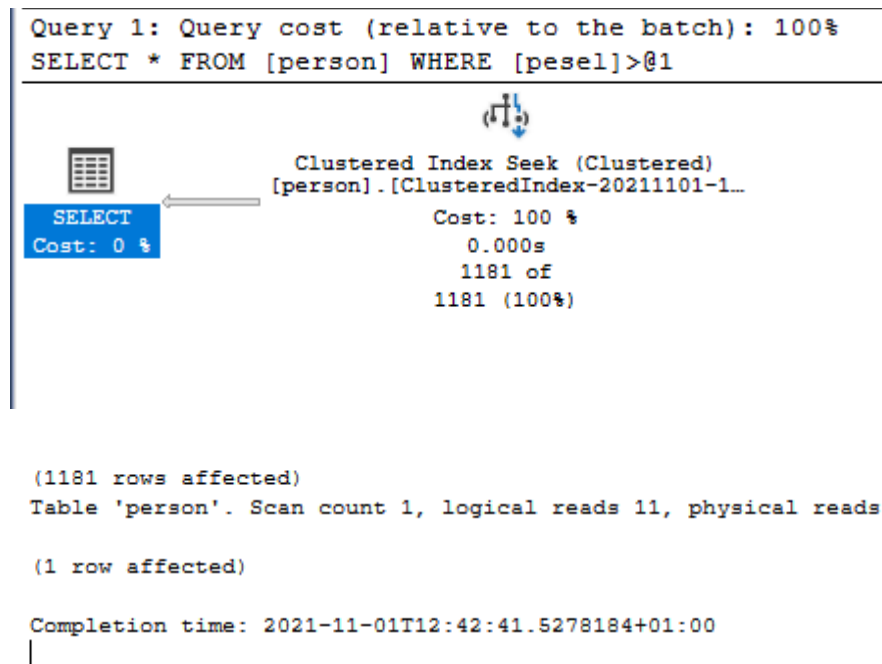 Query 1: Query cost (relative to the batch): 100%
SELECT * FROM [person] WHERE [pesel]>@1
Clustered Index Seek (Clustered)
[person].[ClusteredIndex-20211101-1…
SELECT
Cost: 0 %
Cost: 100 %
0.000s
1181 of
1181 (100%)
(1181 rows affected)
Table 'person'. Scan count 1, logical reads 11, physical reads
(1 row affected)
Completion time: 2021-11-01T12:42:41.5278184+01:00